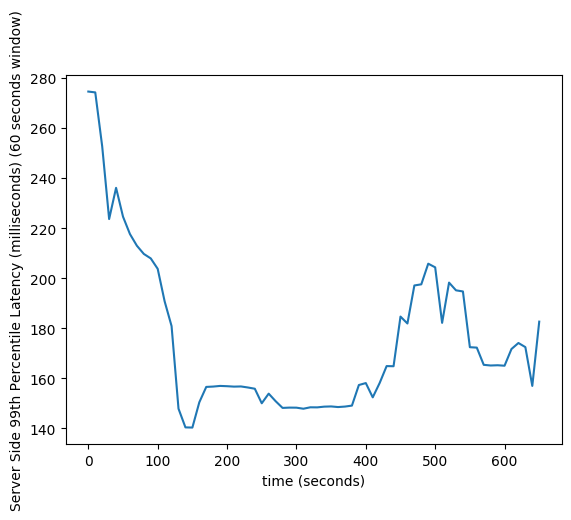 Server Side 99th Percentile Latency (milliseconds) (60 seconds window)
280
260
240
220
200
180
160
140
0 100 200 300 400 500 600
time (seconds)